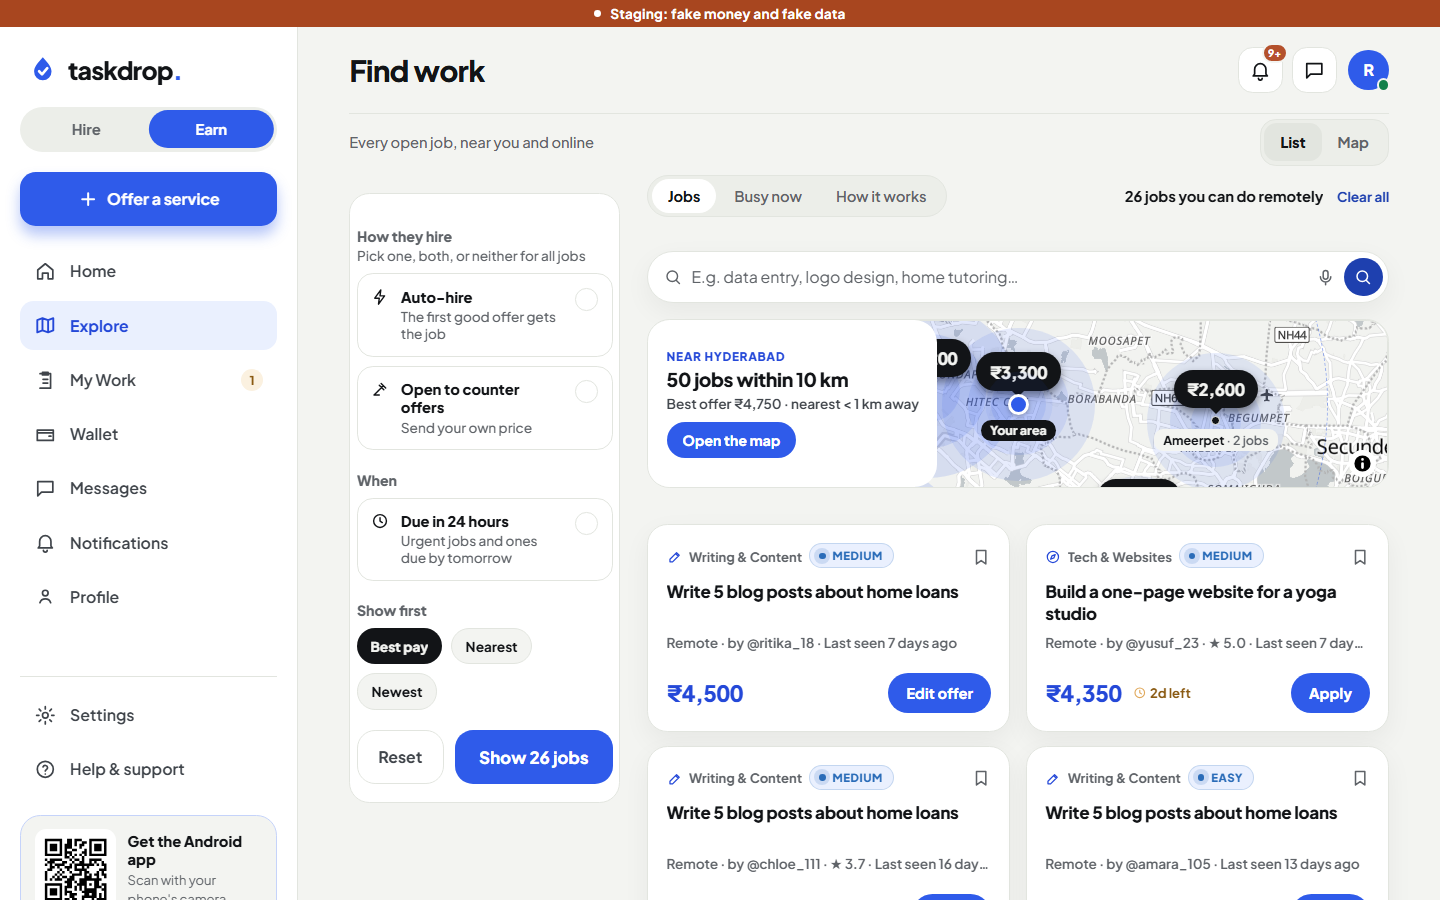 Staging: fake money and fake data
taskdrop.
Hire
Earn
Offer a service
Home
Explore
My Work
1
Wallet
Messages
Notifications
Profile
Settings
Help & support
Get the Android
app
Scan with your
phone's camera
Find work
9+
R
Every open job, near you and online
List
Map
How they hire
Pick one, both, or neither for all jobs
Auto-hire
The first good offer gets
the job
Open to counter
offers
Send your own price
When
Due in 24 hours
Urgent jobs and ones
due by tomorrow
Show first
Best pay
Nearest
Newest
Reset
Show 26 jobs
Jobs
Busy now
How it works
26 jobs you can do remotely
Clear all
E.g. data entry, logo design, home tutoring...
NEAR HYDERABAD
50 jobs within 10 km
Best offer ₹4,750 · nearest < 1 km away
Open the map
00
₹3,300
HITEC
Your area
MOOSAPET
BORABANDA
NH44
₹2,600
BEGUMPET
Ameerpet · 2 jobs
Writing & Content
MEDIUM
Write 5 blog posts about home loans
Remote · by @ritika_18 · Last seen 7 days ago
₹4,500
Edit offer
Tech & Websites
MEDIUM
Build a one-page website for a yoga
studio
Remote · by @yusuf_23 · ★ 5.0 · Last seen 7 day...
₹4,350
2d left
Apply
Writing & Content
MEDIUM
Write 5 blog posts about home loans
Remote · by @chloe_111 · ★ 3.7 · Last seen 16 day...
Writing & Content
EASY
Write 5 blog posts about home loans
Remote · by @amara_105 · Last seen 13 days ago